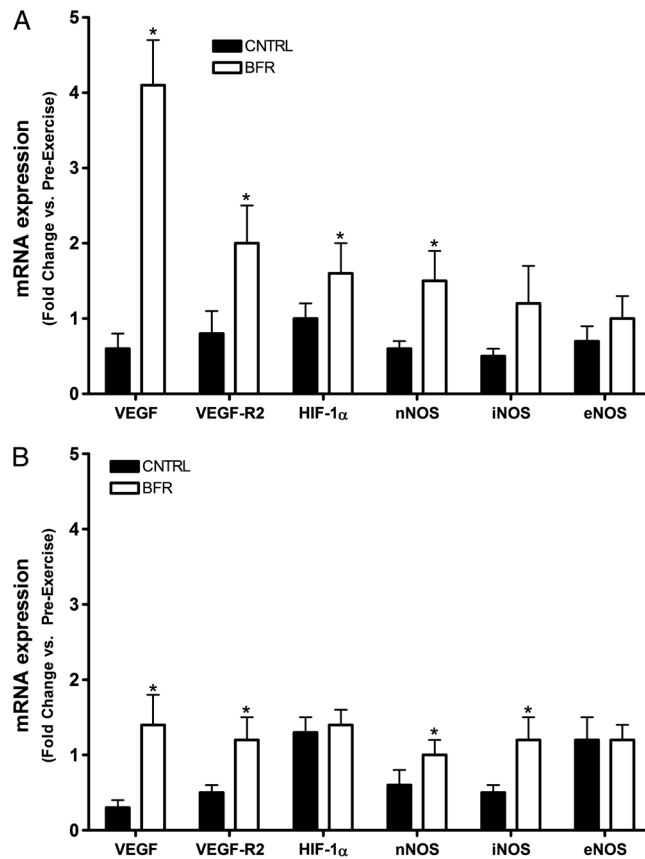 A
mRNA expression
(Fold Change vs. Pre-Exercise)
5
4
3
2
1
0
CNTRL
BFR
*
*
*
*
VEGF VEGF-R2 HIF-1α nNOS iNOS eNOS
B
mRNA expression
(Fold Change vs. Pre-Exercise)
5
4
3
2
1
0
CNTRL
BFR
*
*
*
*
VEGF VEGF-R2 HIF-1α nNOS iNOS eNOS